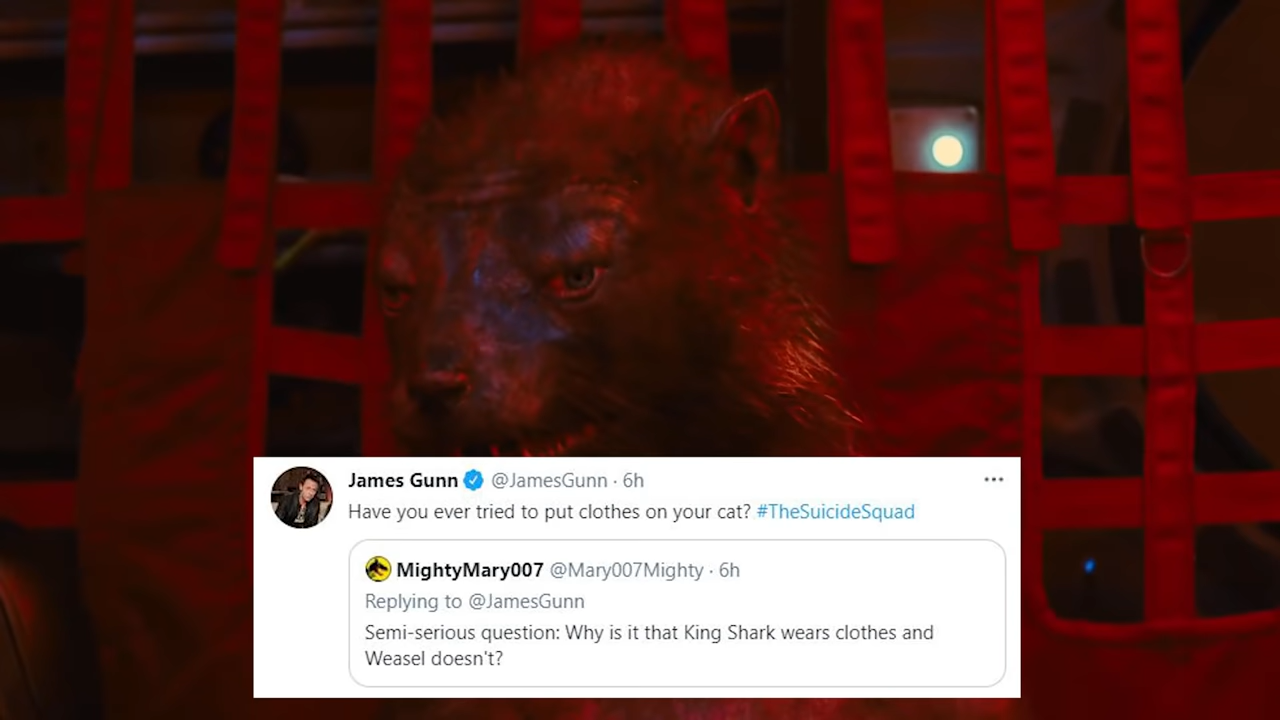 James Gunn @JamesGunn · 6h
Have you ever tried to put clothes on your cat? #TheSuicideSquad
MightyMary007 @Mary007Mighty · 6h
Replying to @JamesGunn
Semi-serious question: Why is it that King Shark wears clothes and
Weasel doesn't?